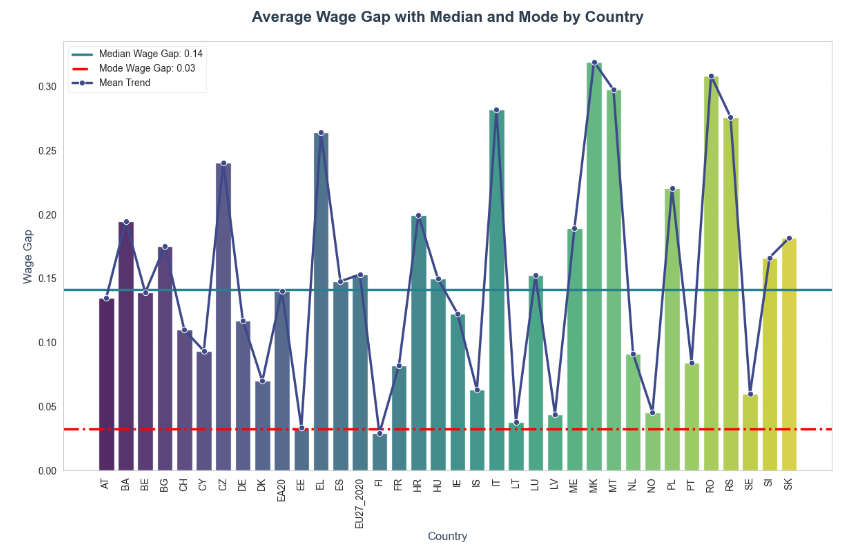 Average Wage Gap with Median and Mode by Country
Median Wage Gap: 0.14
Mode Wage Gap: 0.03
Mean Trend
Wage Gap
0.30
0.25
0.20
0.15
0.10
0.05
0.00
AT BA BE BG CH CY CZ DE DK EA20 EE EL ES EU27_2020 FI FR HR HU IE IS IT LT LU LV ME MK MT NL NO PL PT RO RS SE SI SK
Country